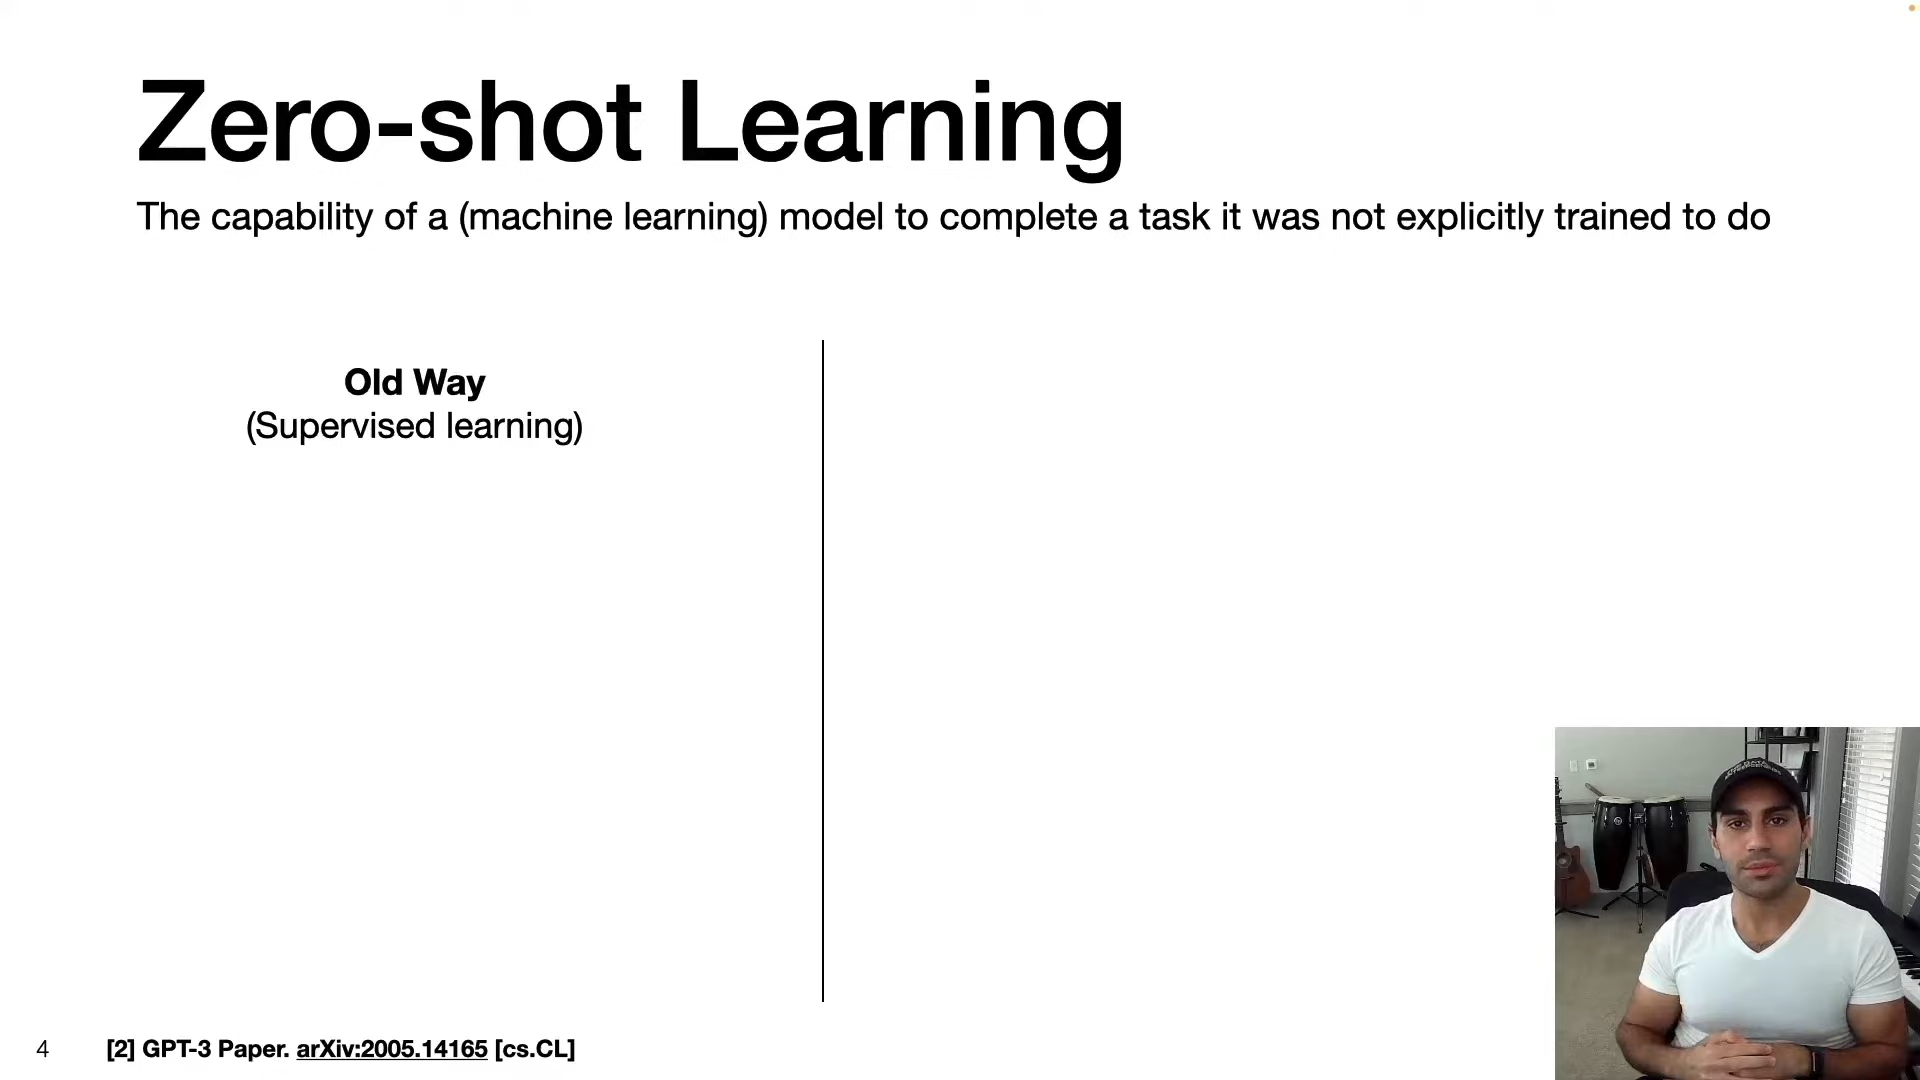 Zero-shot Learning
The capability of a (machine learning) model to complete a task it was not explicitly trained to do
Old Way
(Supervised learning)
4
[2] GPT-3 Paper. arXiv:2005.14165 [cs.CL]